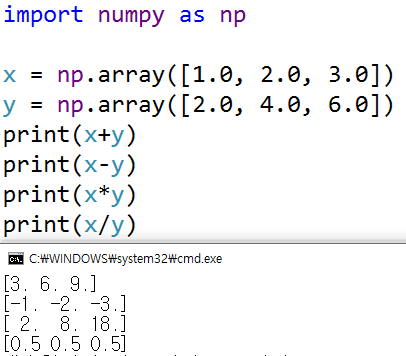 import numpy as np
x = np.array([1.0, 2.0, 3.0])
y = np.array([2.0, 4.0, 6.0])
print(x+y)
print(x-y)
print(x*y)
print(x/y)
C:₩WINDOWS₩system32₩cmd.exe
[3. 6. 9.]
[-1. -2. -3.]
[ 2.  8. 18.]
[0.5 0.5 0.5]